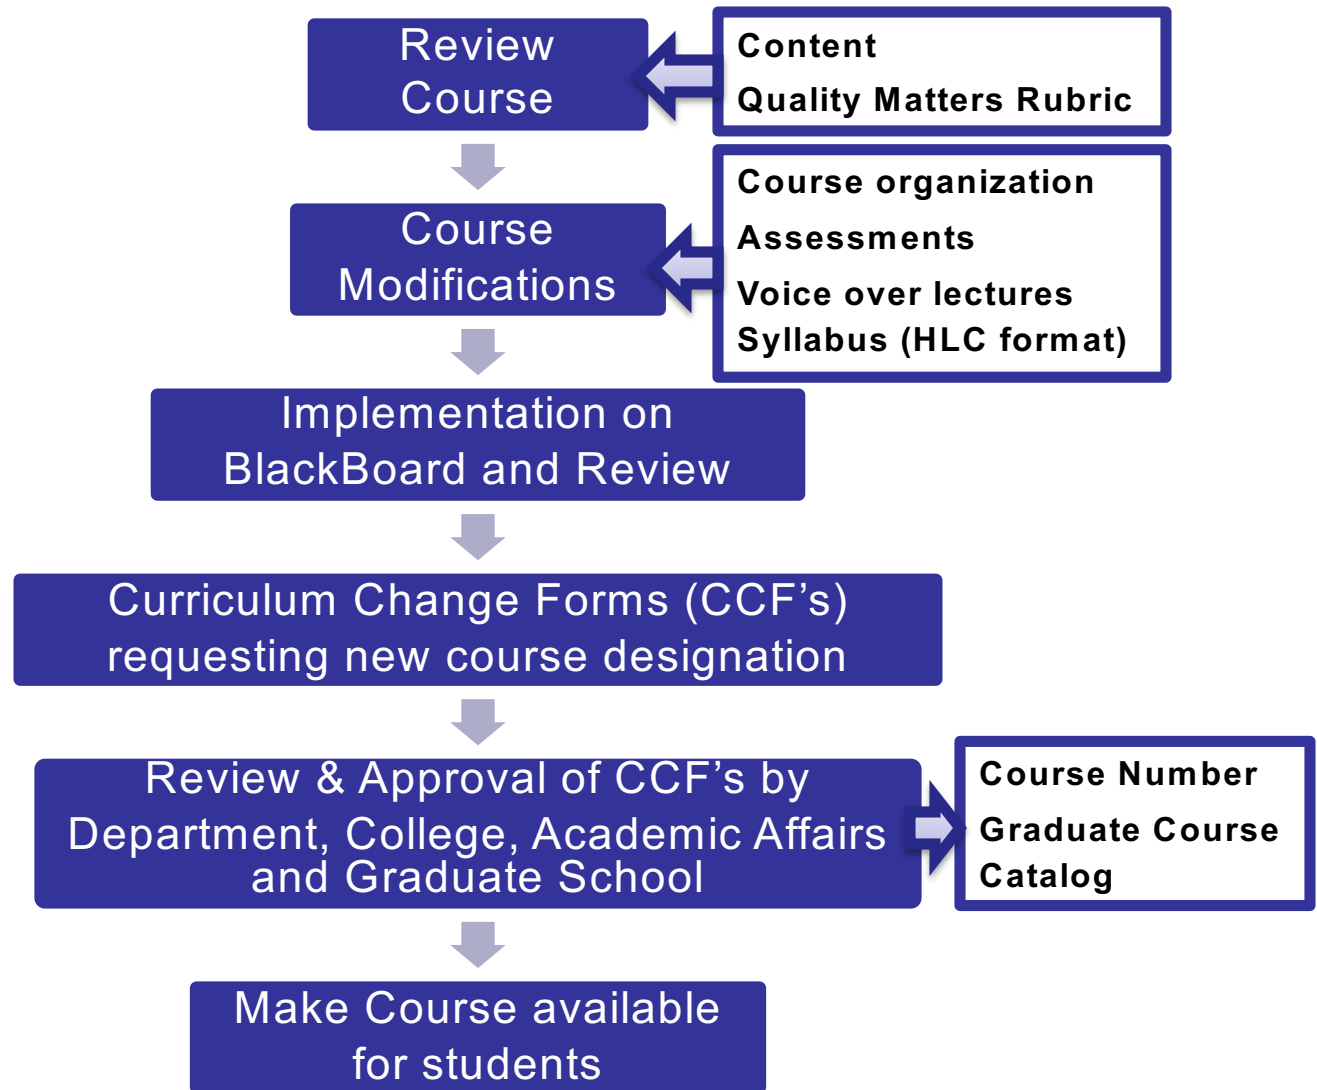 Review
Course
Content
Quality Matters Rubric
Course
Modifications
Course organization
Assessments
Voice over lectures
Syllabus (HLC format)
Implementation on
BlackBoard and Review
Curriculum Change Forms (CCF’s)
requesting new course designation
Review & Approval of CCF’s by
Department, College, Academic Affairs
and Graduate School
Course Number
Graduate Course
Catalog
Make Course available
for students